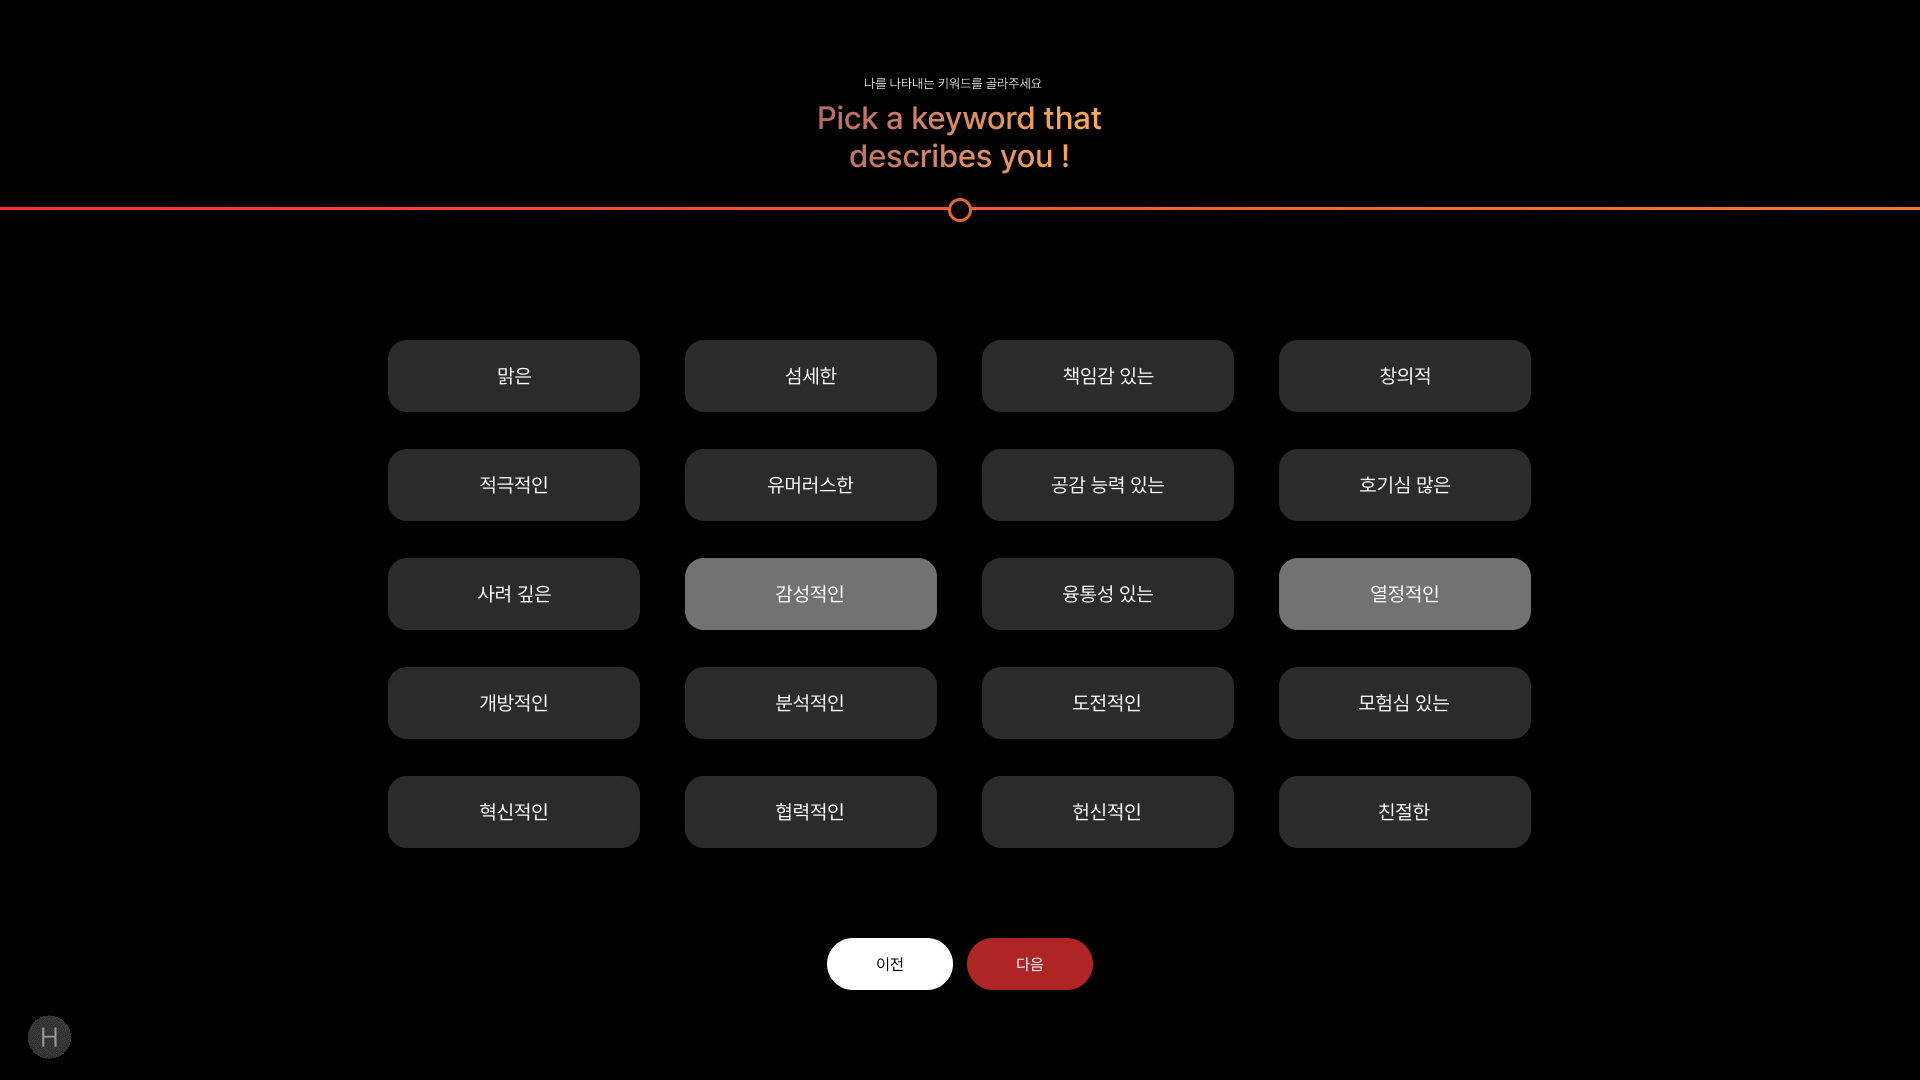 나를 나타내는 키워드를 골라주세요
Pick a keyword that
describes you !
맑은
섬세한
책임감 있는
창의적
적극적인
유머러스한
공감 능력 있는
호기심 많은
사려 깊은
감성적인
융통성 있는
열정적인
개방적인
분석적인
도전적인
모험심 있는
혁신적인
협력적인
헌신적인
친절한
이전
다음
H